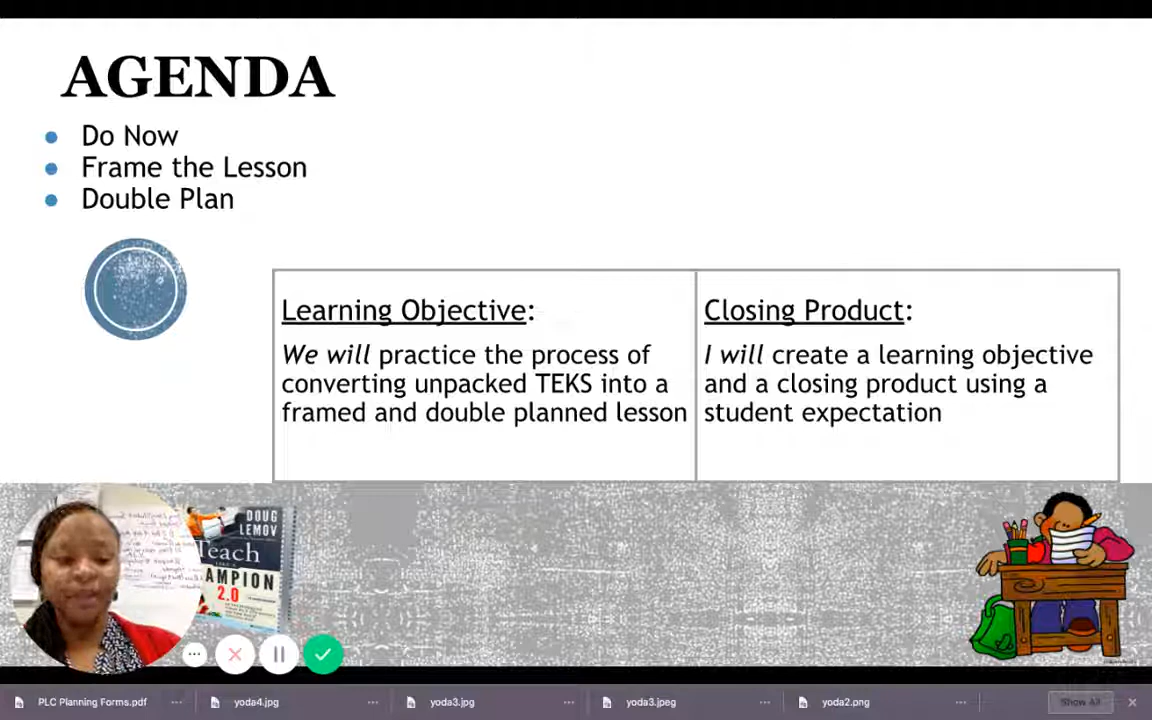 AGENDA
Do Now
Frame the Lesson
Double Plan
Learning Objective:
We will practice the process of
converting unpacked TEKS into a
framed and double planned lesson
Closing Product:
I will create a learning objective
and a closing product using a
student expectation
DOUG
LEMOV
Teach
AMPION
2.0
PLC Planning Forms.pdf
yoda4.jpg
yoda3.jpg
yoda3.jpeg
yoda2.png
Show All